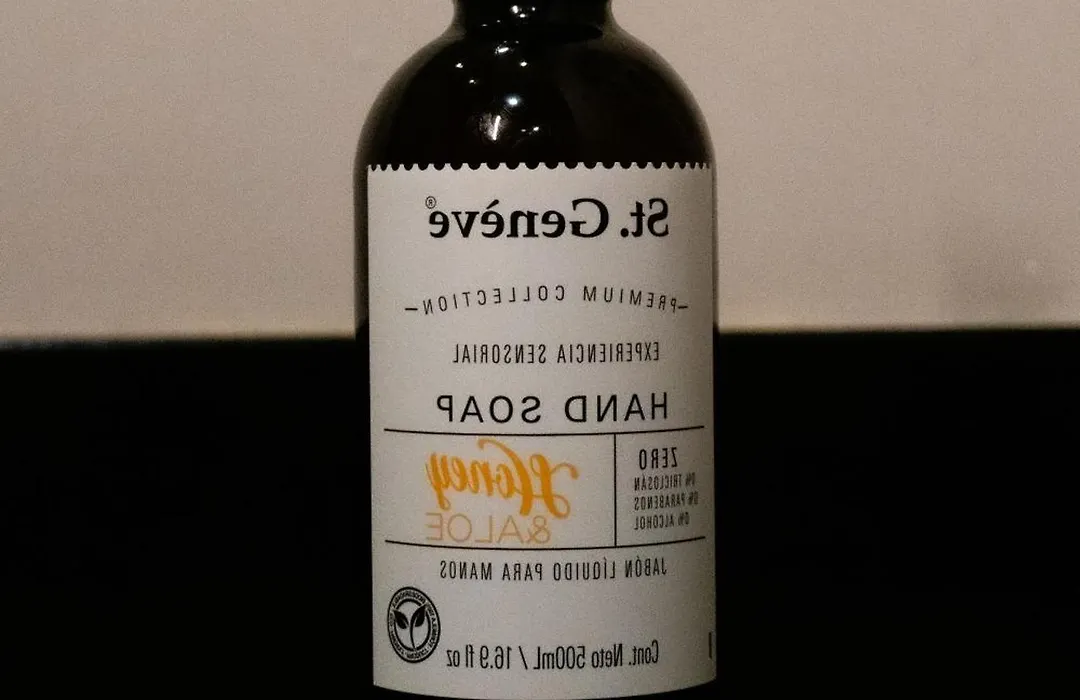 St. Genève®
PREMIUM COLLECTION
EXPERIENCIA SENSORIAL
HAND SOAP
ZERO
0% TRICLOSÁN
0% PARABENOS
0% ALCOHOL
Honey
&ALOE
JABÓN LÍQUIDO PARA MANOS
Cont. Neto 500mL / 16.9 fl oz